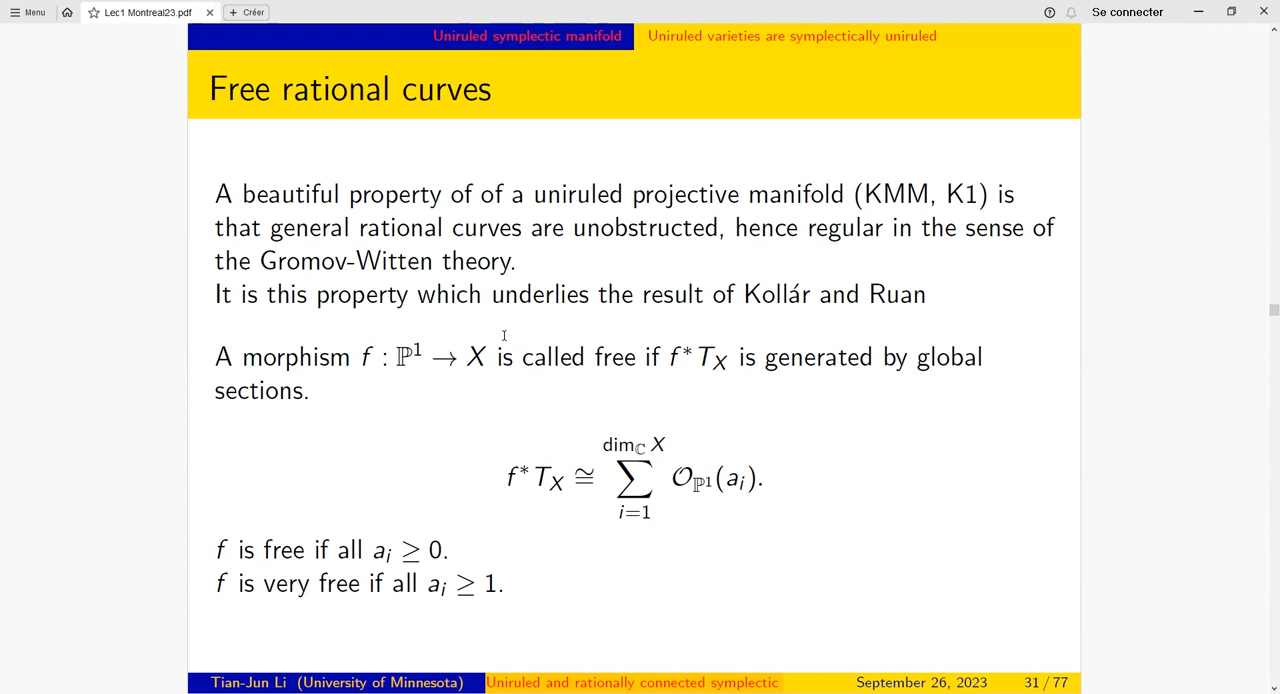 Menu
Lec1 Montreal23.pdf
×
+ Créer
Se connecter
Uniruled symplectic manifold
Uniruled varieties are symplectically uniruled
Free rational curves
A beautiful property of of a uniruled projective manifold (KMM, K1) is
that general rational curves are unobstructed, hence regular in the sense of
the Gromov-Witten theory.
It is this property which underlies the result of Kollár and Ruan
A morphism f : ℙ¹ → X is called free if f* T_X is generated by global
sections.
f* T_X ≅ ∑_{i=1}^{dim_ℂ X} 𝒪_{ℙ¹}(a_i).
f is free if all a_i ≥ 0.
f is very free if all a_i ≥ 1.
Tian-Jun Li (University of Minnesota)
Uniruled and rationally connected symplectic
September 26, 2023
31 / 77